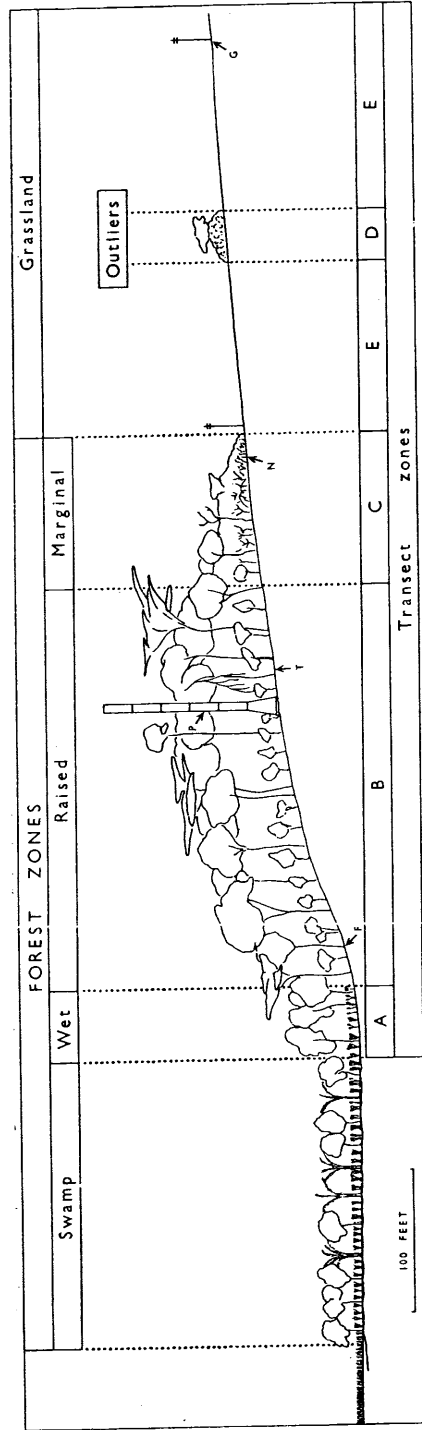 FOREST ZONES
Grassland
Swamp
Wet
Raised
Marginal
Outliers
P
F
T
N
G
100 FEET
A
B
C
E
D
E
Transect zones